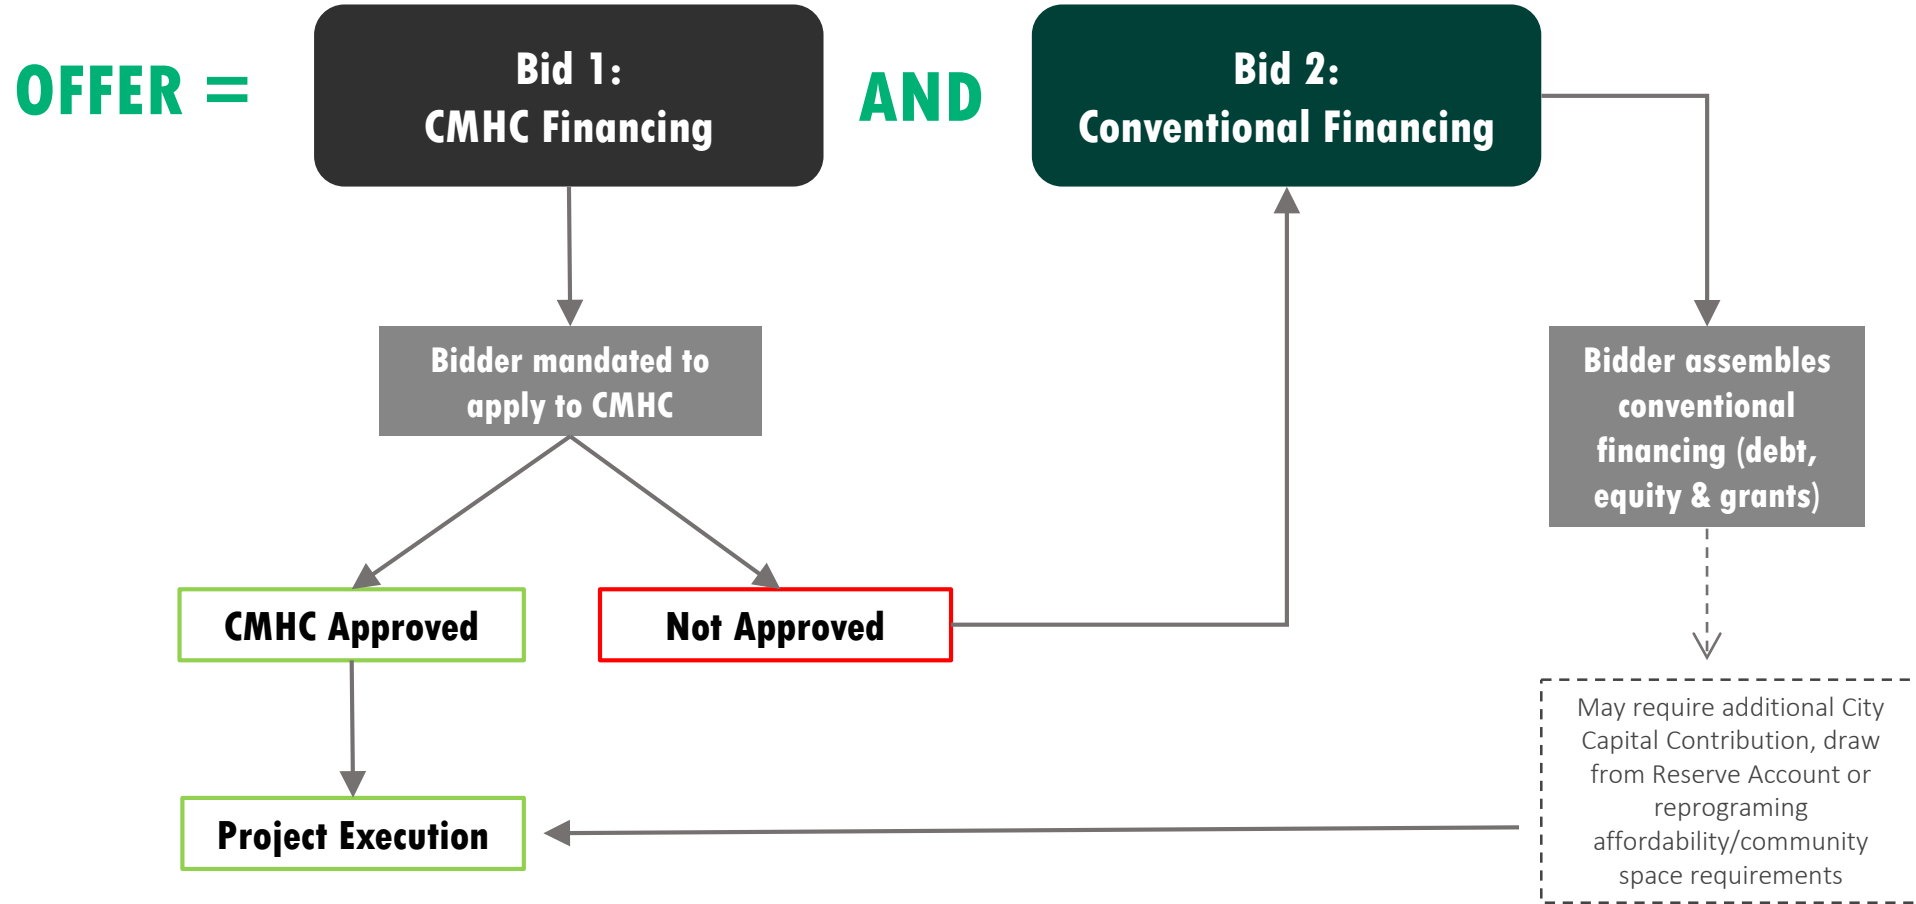 OFFER =
Bid 1:
CMHC Financing
AND
Bid 2:
Conventional Financing
Bidder mandated to
apply to CMHC
Bidder assembles
conventional
financing (debt,
equity & grants)
CMHC Approved
Not Approved
May require additional City
Capital Contribution, draw
from Reserve Account or
reprograming
affordability/community
space requirements
Project Execution